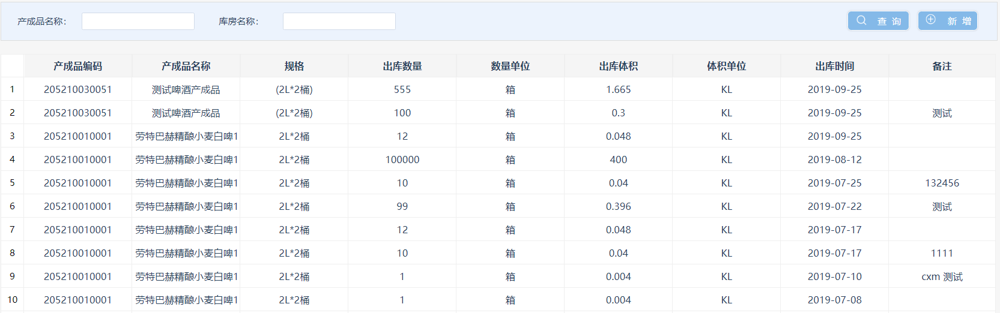 产成品名称： 库房名称： 查 询 新 增
产成品编码 产成品名称 规格 出库数量 数量单位 出库体积 体积单位 出库时间 备注
1 205210030051 测试啤酒产成品 (2L*2桶) 555 箱 1.665 KL 2019-09-25
2 205210030051 测试啤酒产成品 (2L*2桶) 100 箱 0.3 KL 2019-09-25 测试
3 205210010001 劳特巴赫精酿小麦白啤1 2L*2桶 12 箱 0.048 KL 2019-09-25
4 205210010001 劳特巴赫精酿小麦白啤1 2L*2桶 100000 箱 400 KL 2019-08-12
5 205210010001 劳特巴赫精酿小麦白啤1 2L*2桶 10 箱 0.04 KL 2019-07-25 132456
6 205210010001 劳特巴赫精酿小麦白啤1 2L*2桶 99 箱 0.396 KL 2019-07-22 测试
7 205210010001 劳特巴赫精酿小麦白啤1 2L*2桶 12 箱 0.048 KL 2019-07-17
8 205210010001 劳特巴赫精酿小麦白啤1 2L*2桶 10 箱 0.04 KL 2019-07-17 1111
9 205210010001 劳特巴赫精酿小麦白啤1 2L*2桶 1 箱 0.004 KL 2019-07-10 cxm 测试
10 205210010001 劳特巴赫精酿小麦白啤1 2L*2桶 1 箱 0.004 KL 2019-07-08